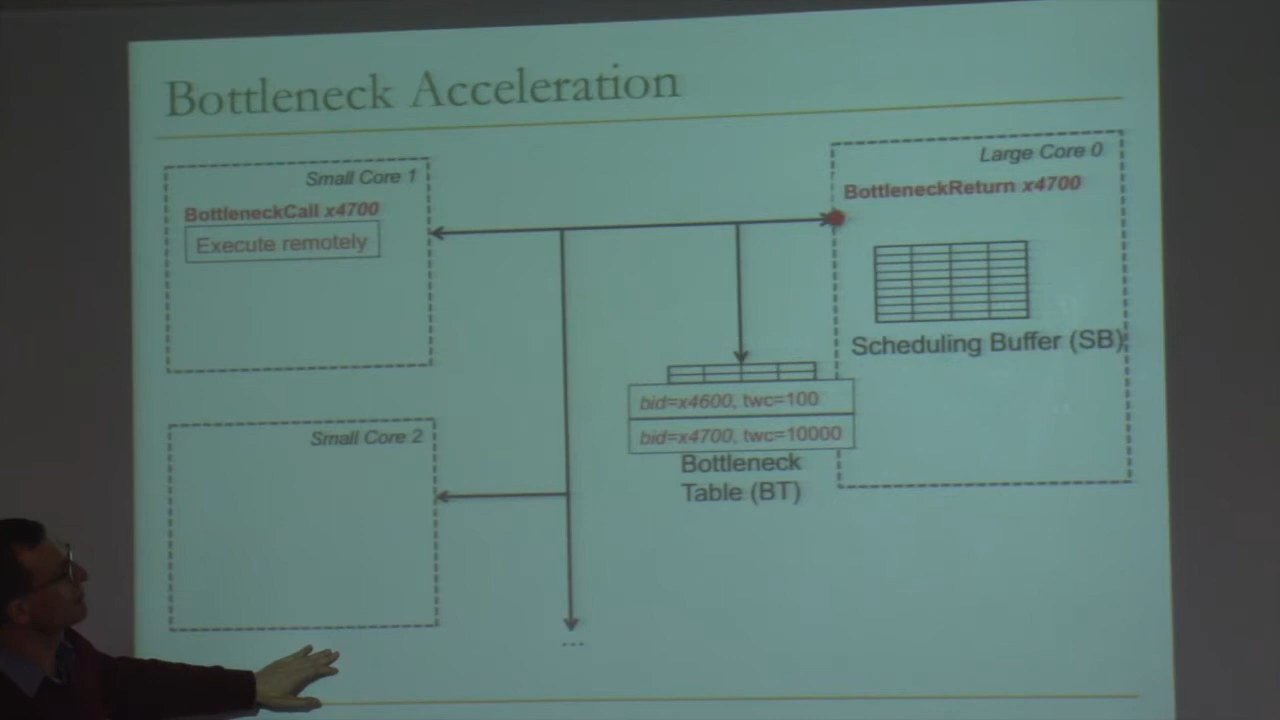 Bottleneck Acceleration
Small Core 1
BottleneckCall x4700
Execute remotely
Large Core 0
BottleneckReturn x4700
Scheduling Buffer (SB)
bid=x4600, twc=100
bid=x4700, twc=10000
Bottleneck
Table (BT)
Small Core 2
...